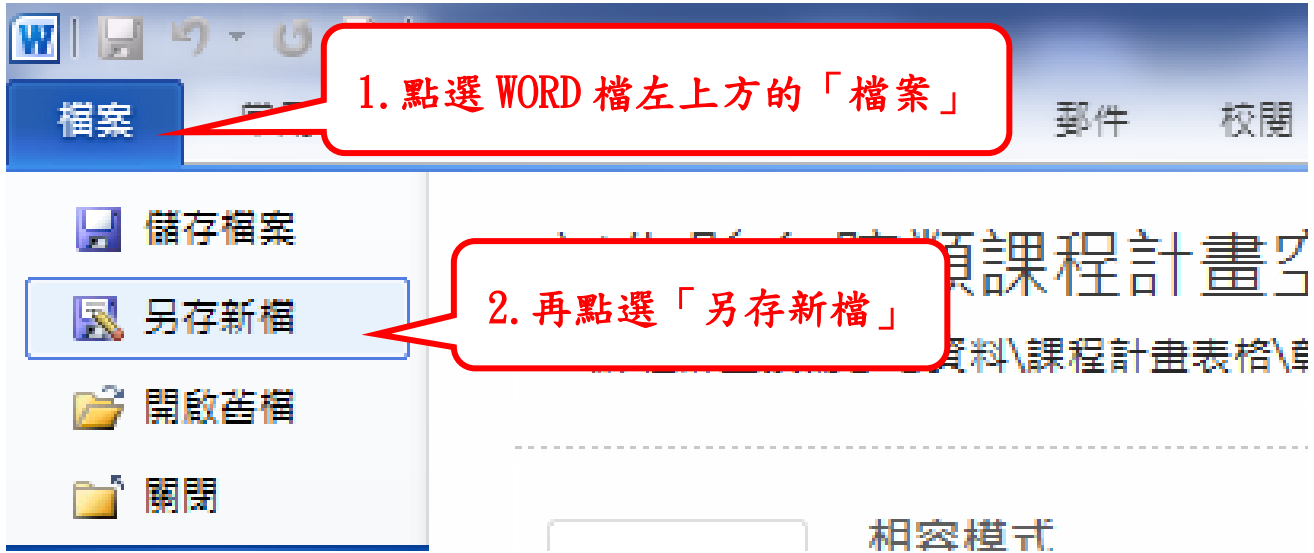 W
1.點選 WORD 檔左上方的「檔案」
檔案
郵件 校閱
儲存檔案
類課程計畫空
2.再點選「另存新檔」
另存新檔
資料\課程計畫表格\
開啟舊檔
關閉
相容模式